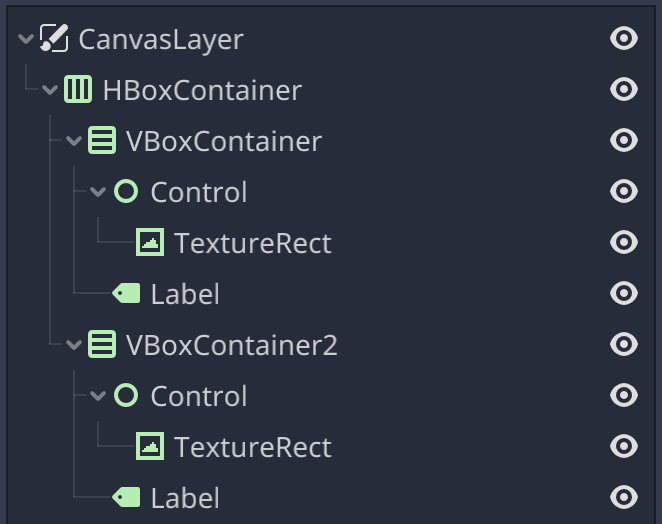 CanvasLayer
HBoxContainer
VBoxContainer
Control
TextureRect
Label
VBoxContainer2
Control
TextureRect
Label